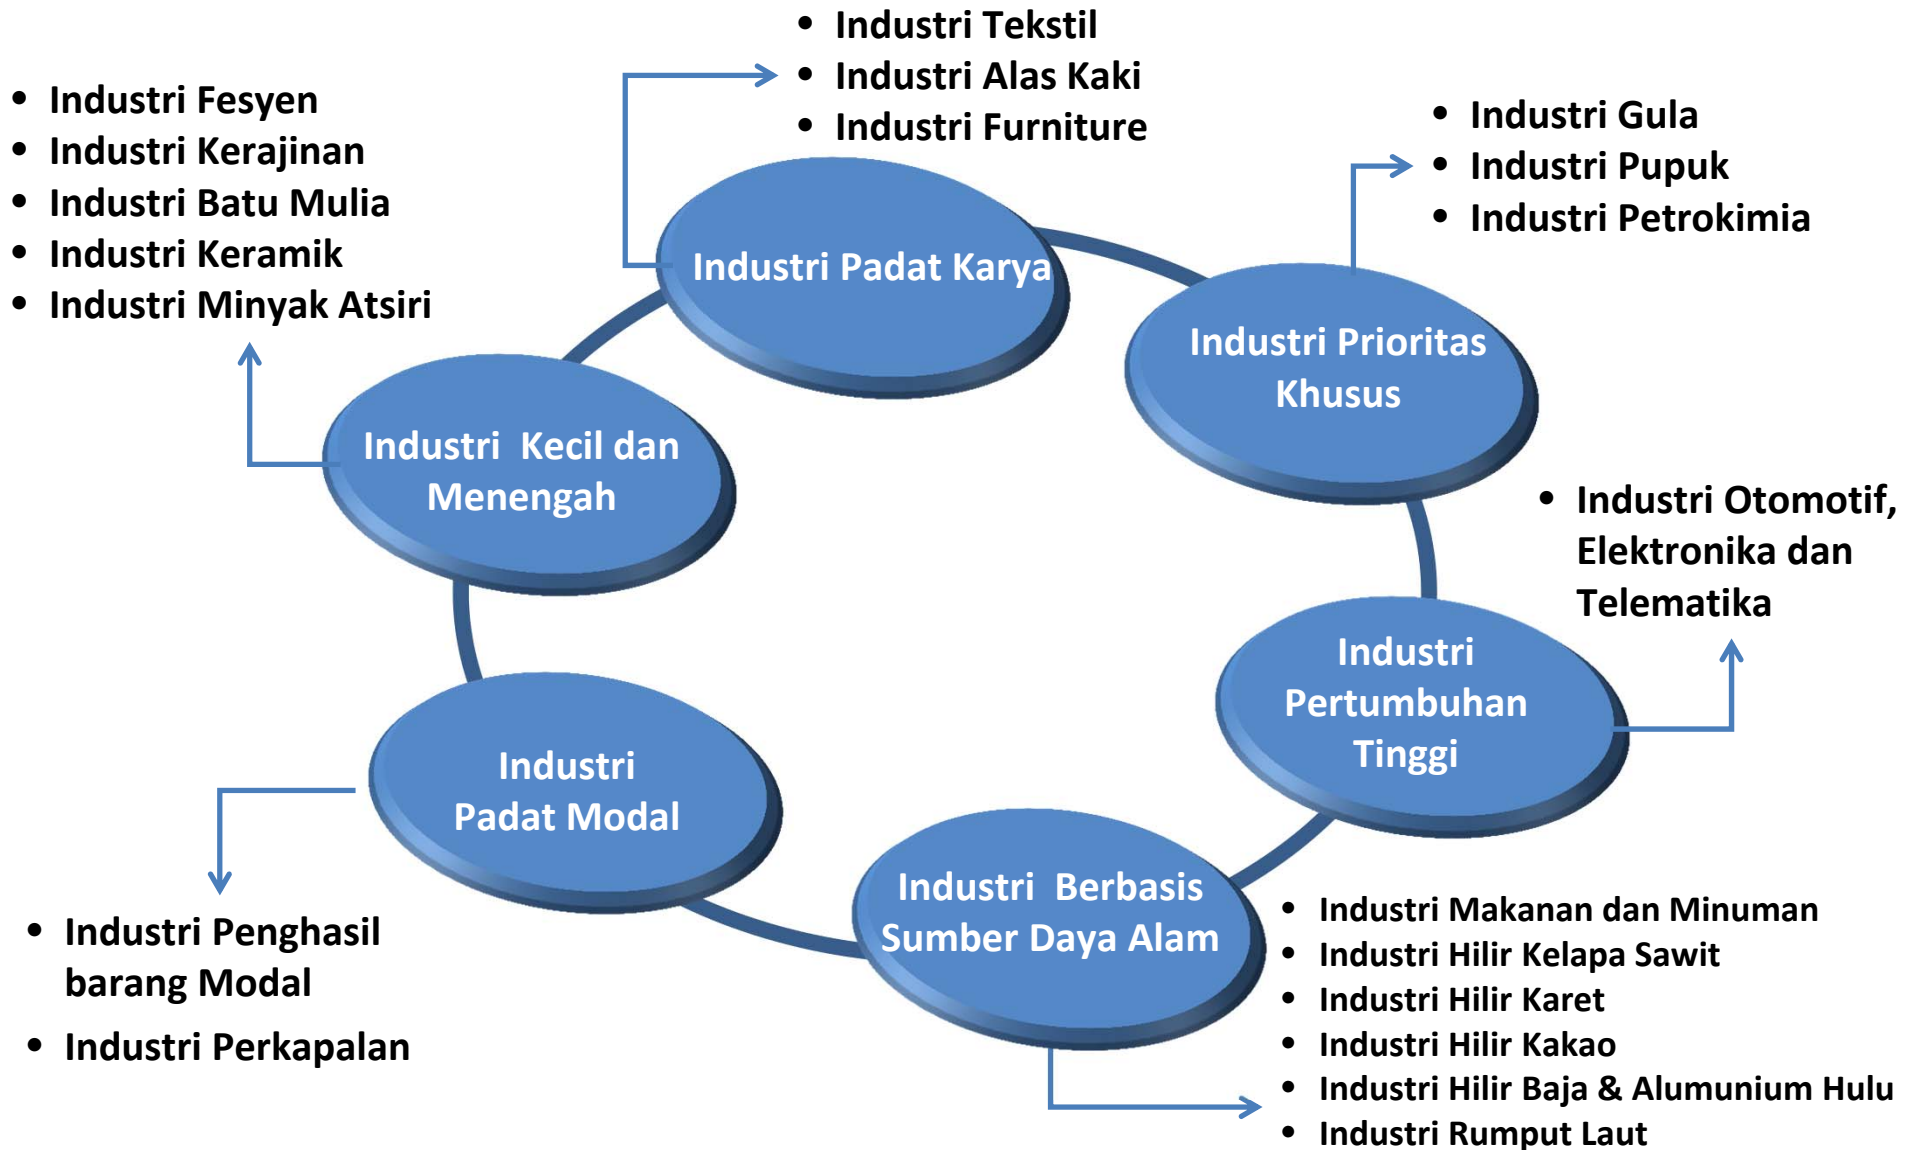 • Industri Tekstil
• Industri Alas Kaki
• Industri Furniture
Industri Padat Karya
• Industri Gula
• Industri Pupuk
• Industri Petrokimia
Industri Prioritas
Khusus
• Industri Otomotif,
Elektronika dan
Telematika
Industri
Pertumbuhan
Tinggi
Industri Berbasis
Sumber Daya Alam
• Industri Makanan dan Minuman
• Industri Hilir Kelapa Sawit
• Industri Hilir Karet
• Industri Hilir Kakao
• Industri Hilir Baja & Alumunium Hulu
• Industri Rumput Laut
Industri
Padat Modal
• Industri Penghasil
barang Modal
• Industri Perkapalan
• Industri Fesyen
• Industri Kerajinan
• Industri Batu Mulia
• Industri Keramik
• Industri Minyak Atsiri
Industri Kecil dan
Menengah